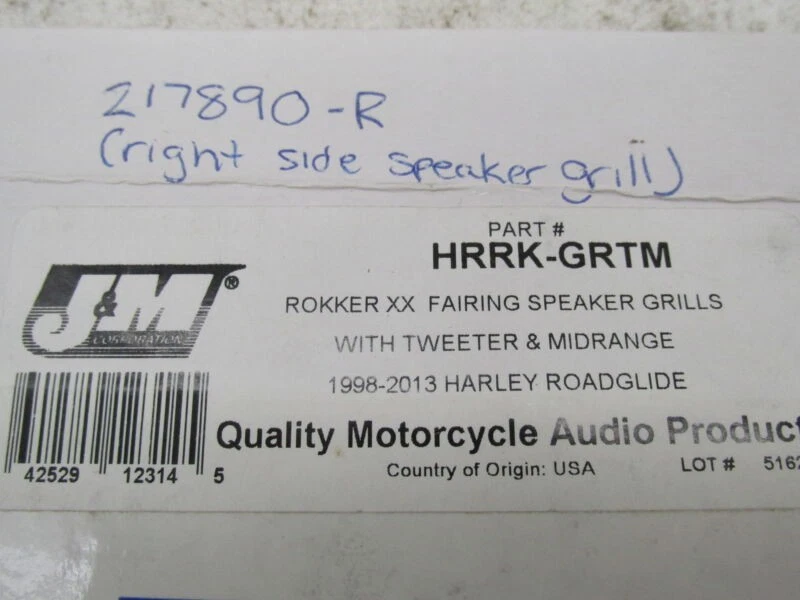 217890-R
(right side speaker grill)
PART #
HRRK-GRTM
J&M®
CORPORATION
ROKKER XX FAIRING SPEAKER GRILLS
WITH TWEETER & MIDRANGE
1998-2013 HARLEY ROADGLIDE
Quality Motorcycle Audio Product
Country of Origin: USA LOT # 5162
42529 12314 5